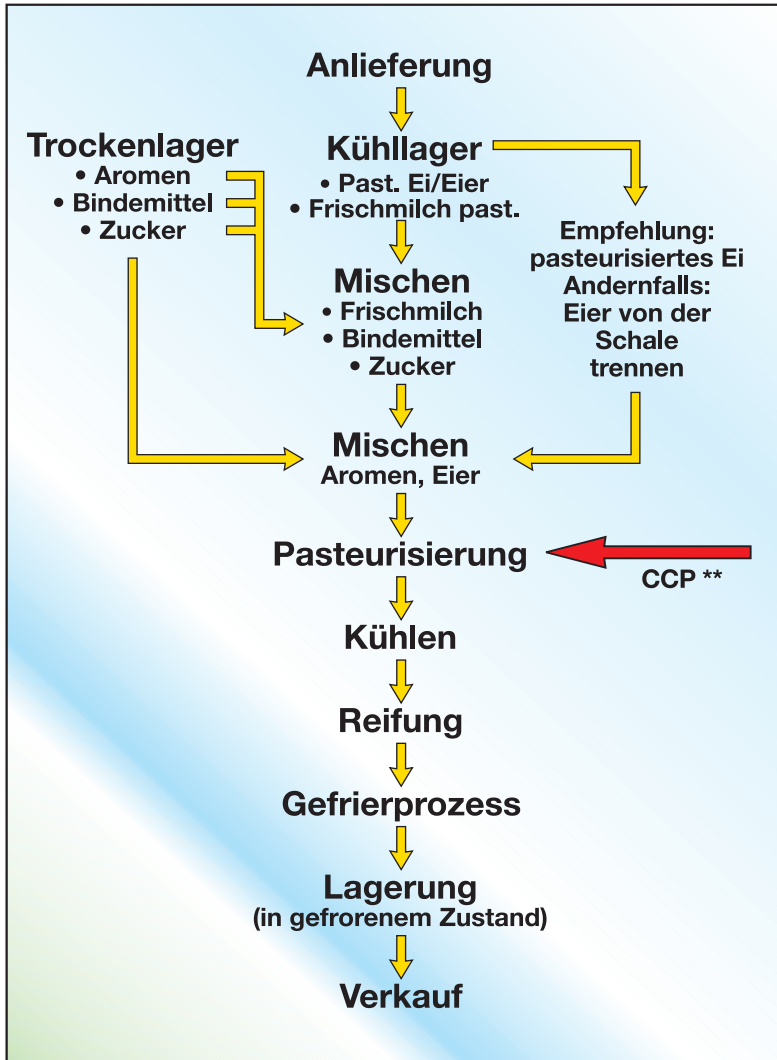 Anlieferung
Trockenlager
• Aromen
• Bindemittel
• Zucker
Kühllager
• Past. Ei/Eier
• Frischmilch past.
Empfehlung:
pasteurisiertes Ei
Andernfalls:
Eier von der
Schale
trennen
Mischen
• Frischmilch
• Bindemittel
• Zucker
Mischen
Aromen, Eier
Pasteurisierung
CCP **
Kühlen
Reifung
Gefrierprozess
Lagerung
(in gefrorenem Zustand)
Verkauf